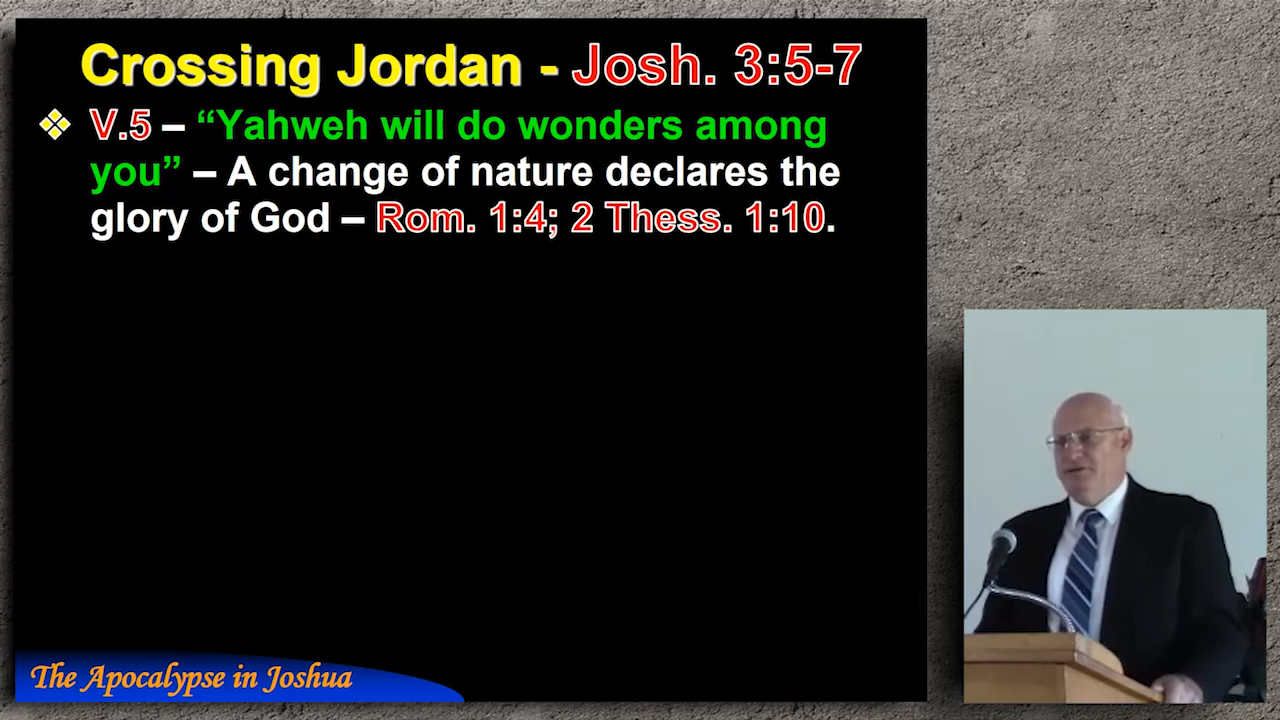 Crossing Jordan - Josh. 3:5-7
❖ V.5 – “Yahweh will do wonders among
you” – A change of nature declares the
glory of God – Rom. 1:4; 2 Thess. 1:10.
The Apocalypse in Joshua